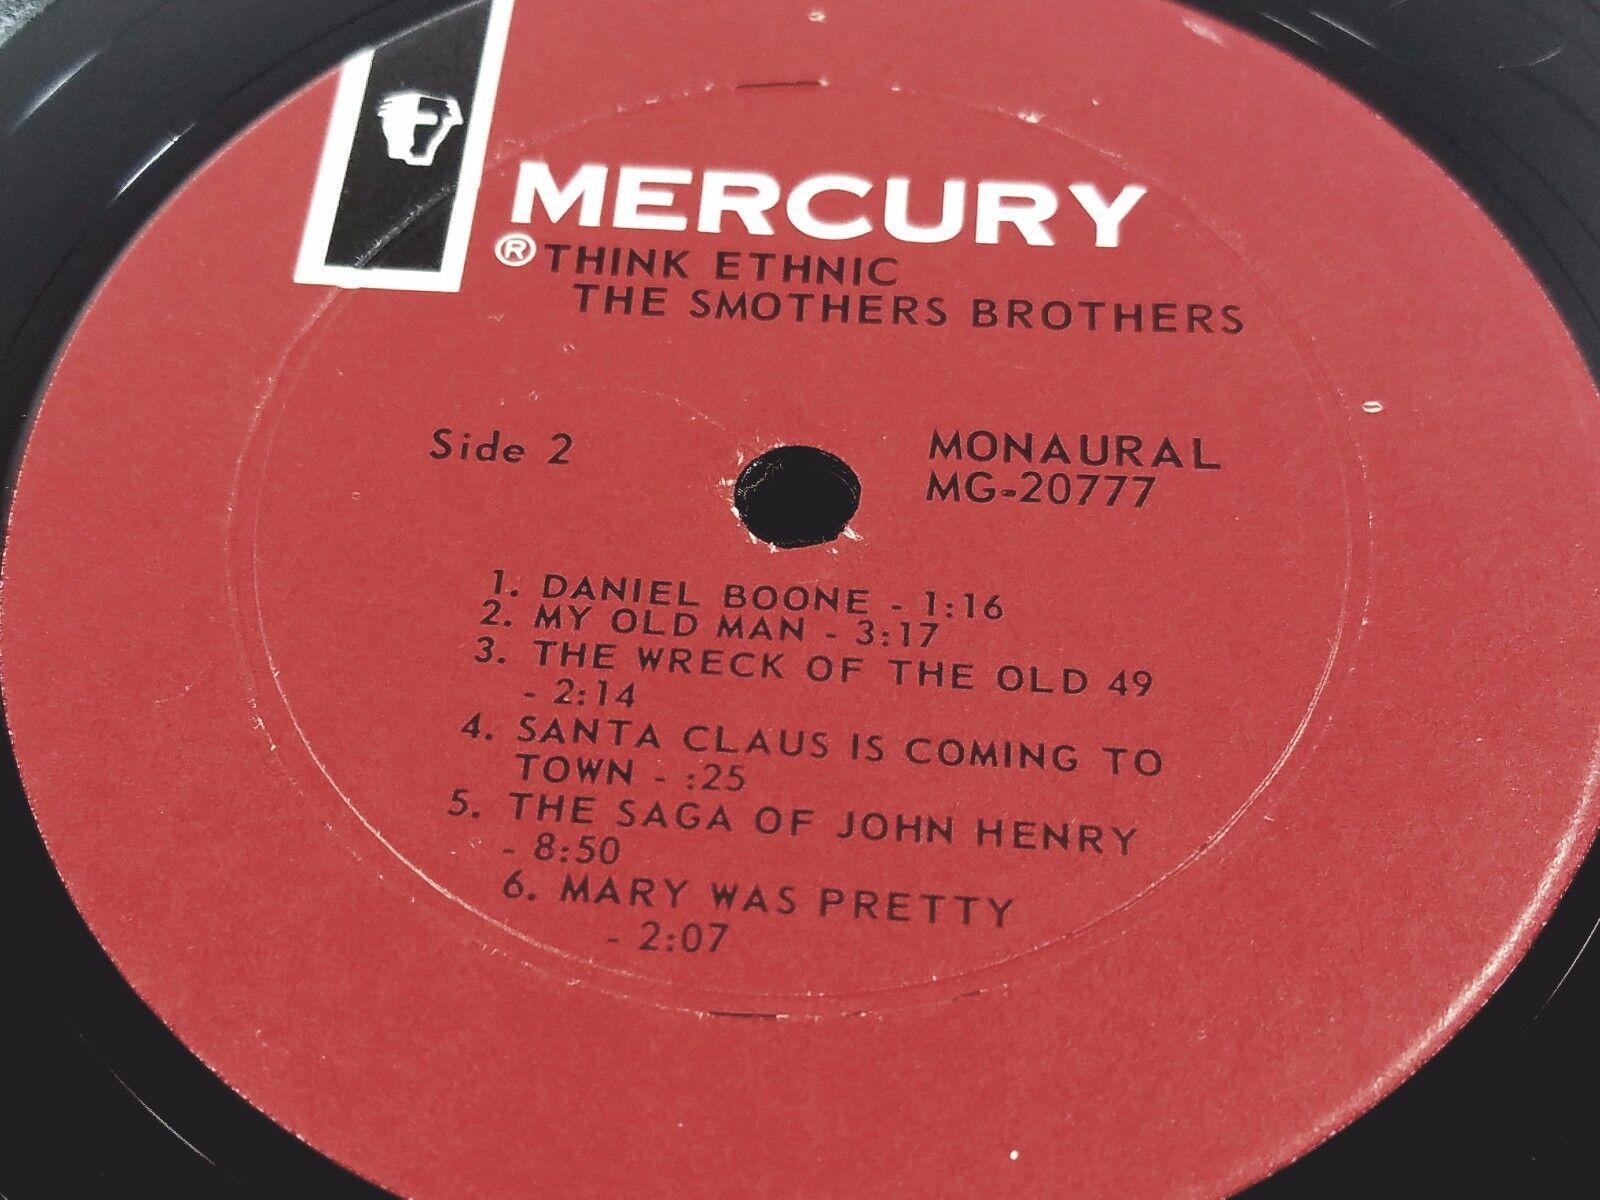 MERCURY
® THINK ETHNIC
THE SMOTHERS BROTHERS
Side 2
MONAURAL
MG-20777
1. DANIEL BOONE - 1:16
2. MY OLD MAN - 3:17
3. THE WRECK OF THE OLD 49
- 2:14
4. SANTA CLAUS IS COMING TO
TOWN - :25
5. THE SAGA OF JOHN HENRY
- 8:50
6. MARY WAS PRETTY
- 2:07